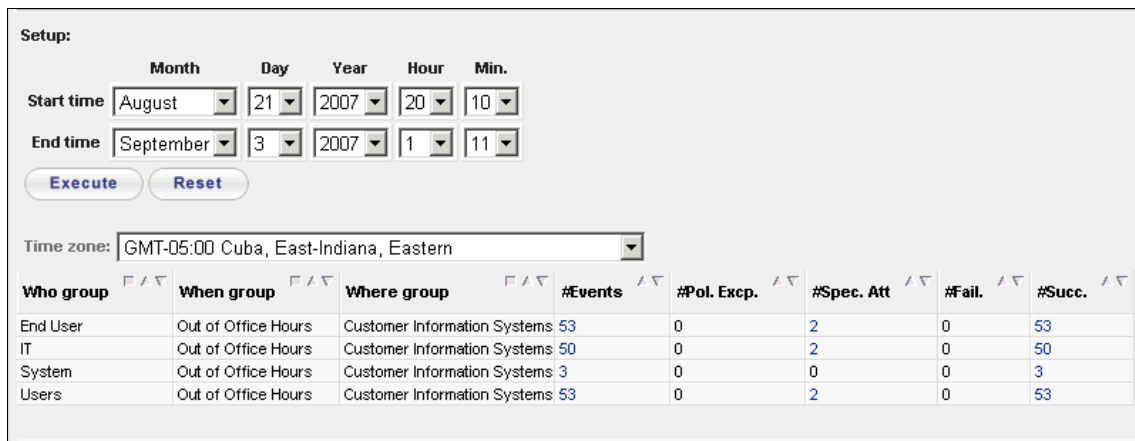 Setup:
Month Day Year Hour Min.
Start time August 21 2007 20 10
End time September 3 2007 1 11
Execute Reset
Time zone: GMT-05:00 Cuba, East-Indiana, Eastern
Who group When group Where group #Events #Pol. Excp. #Spec. Att #Fail. #Succ.
End User Out of Office Hours Customer Information Systems 53 0 2 0 53
IT Out of Office Hours Customer Information Systems 50 0 2 0 50
System Out of Office Hours Customer Information Systems 3 0 0 0 3
Users Out of Office Hours Customer Information Systems 53 0 2 0 53